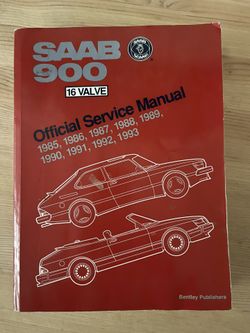 SAAB
900
16 VALVE
Official Service Manual
1985, 1986, 1987, 1988, 1989,
1990, 1991, 1992, 1993
Bentley Publishers